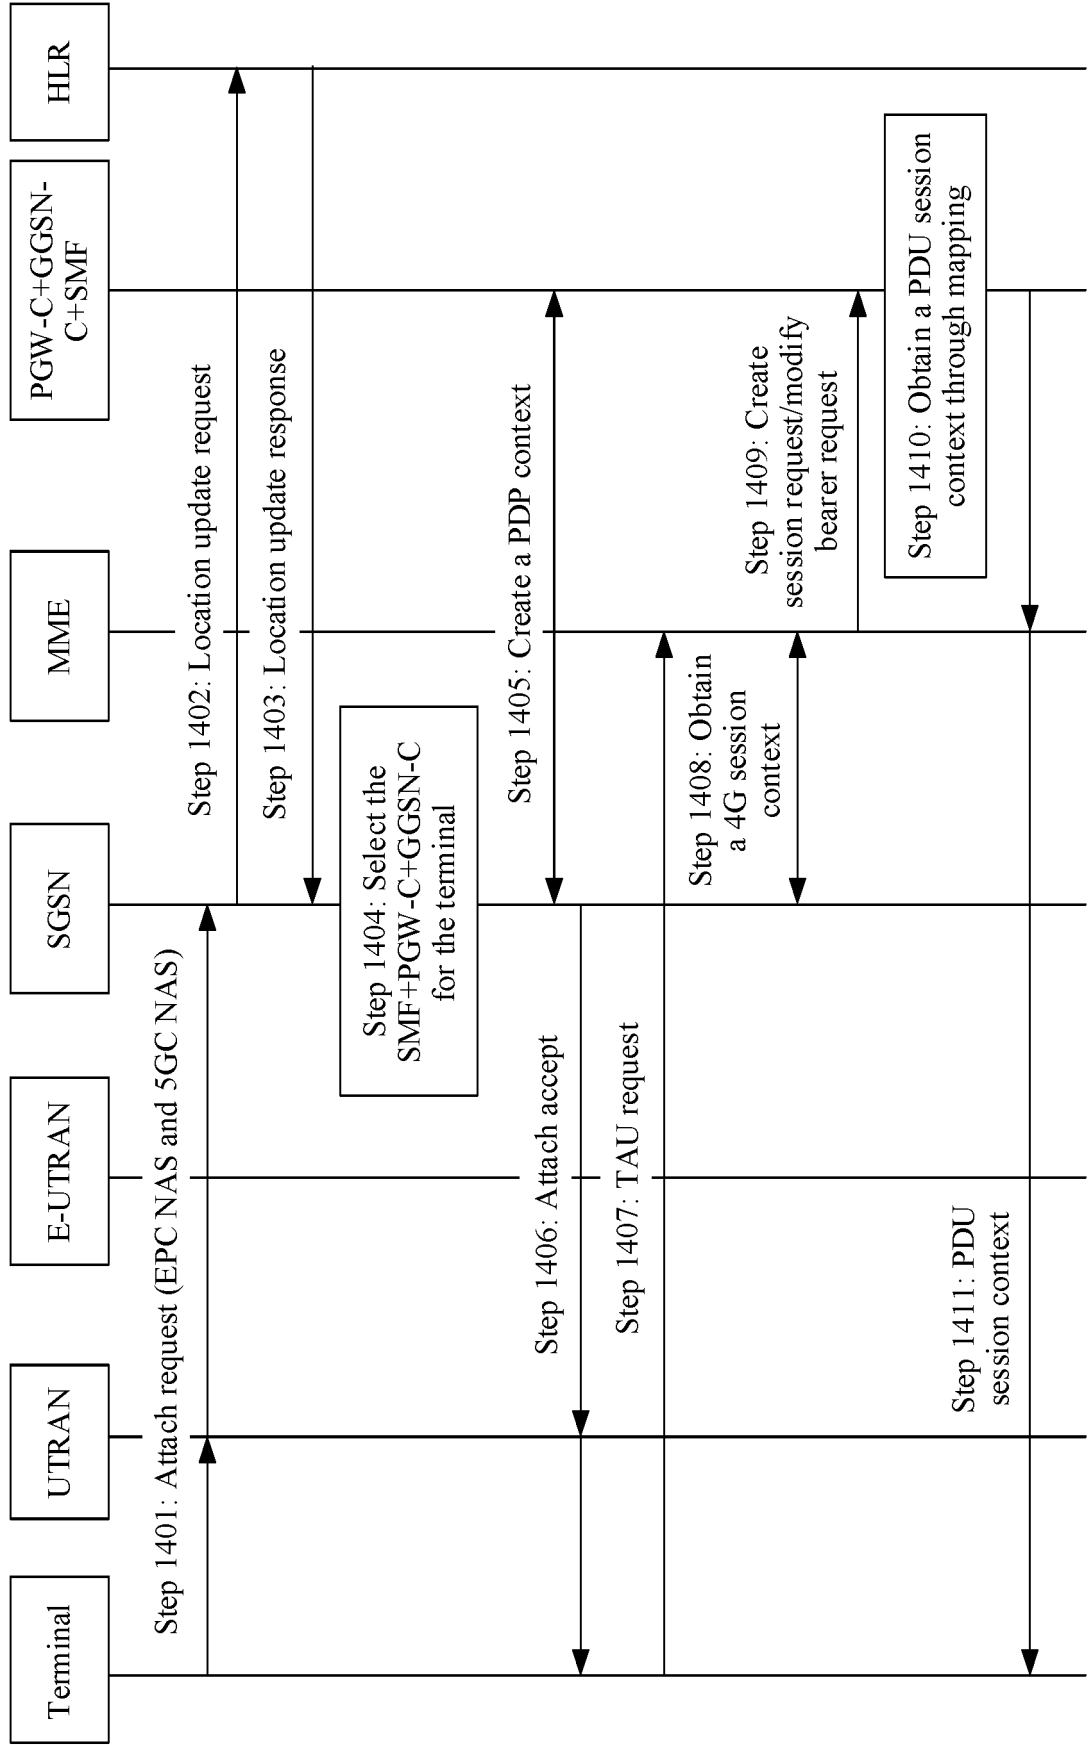 Terminal
UTRAN
E-UTRAN
SGSN
MME
PGW-C+GGSN-
C+SMF
HLR
Step 1401: Attach request (EPC NAS and 5GC NAS)
Step 1402: Location update request
Step 1403: Location update response
Step 1404: Select the
SMF+PGW-C+GGSN-C
for the terminal
Step 1405: Create a PDP context
Step 1406: Attach accept
Step 1407: TAU request
Step 1408: Obtain
a 4G session
context
Step 1409: Create
session request/modify
bearer request
Step 1410: Obtain a PDU session
context through mapping
Step 1411: PDU
session context